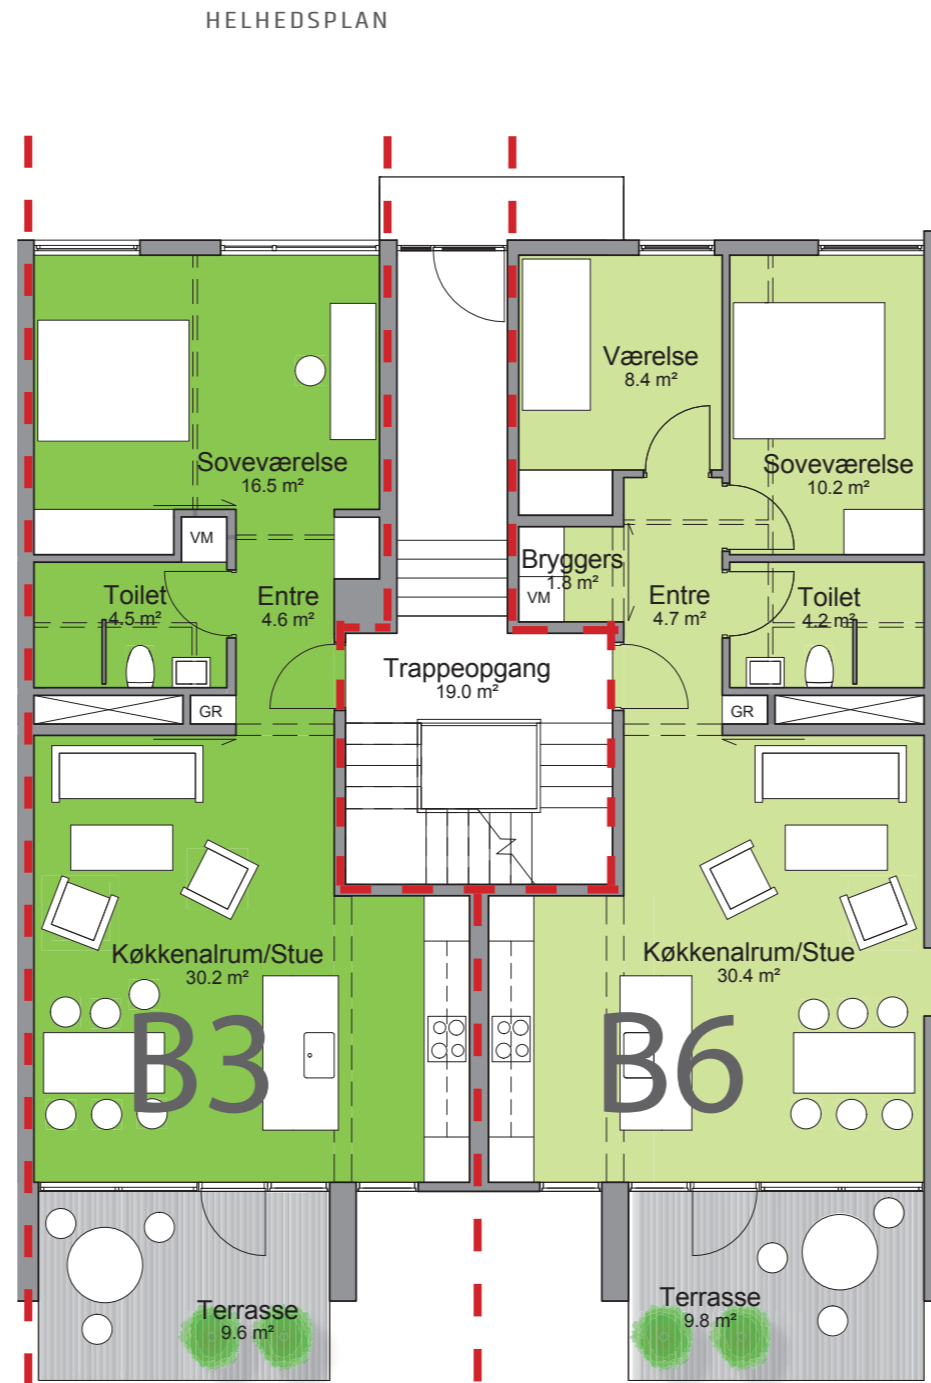 HELHEDSPLAN
Værelse
8.4 m²
Soveværelse
16.5 m²
Soveværelse
10.2 m²
VM
Bryggers
1.8 m²
VM
Toilet
4.5 m²
Entre
4.6 m²
Entre
4.7 m²
Toilet
4.2 m²
Trappeopgang
19.0 m²
GR
GR
Køkkenalrum/Stue
30.2 m²
Køkkenalrum/Stue
30.4 m²
B3
B6
Terrasse
9.6 m²
Terrasse
9.8 m²